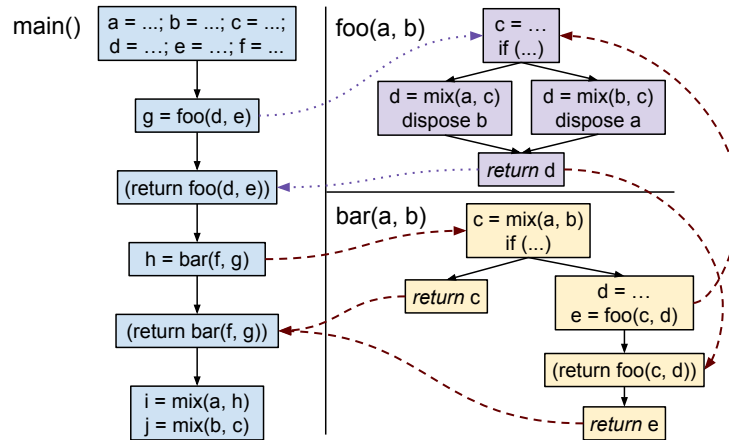 main()
a = ...; b = ...; c = ...;
d = ...; e = ...; f = ...
g = foo(d, e)
(return foo(d, e))
h = bar(f, g)
(return bar(f, g))
i = mix(a, h)
j = mix(b, c)
foo(a, b)
c = ...
if (...)
d = mix(a, c)
dispose b
d = mix(b, c)
dispose a
return d
bar(a, b)
c = mix(a, b)
if (...)
return c
d = ...
e = foo(c, d)
(return foo(c, d))
return e